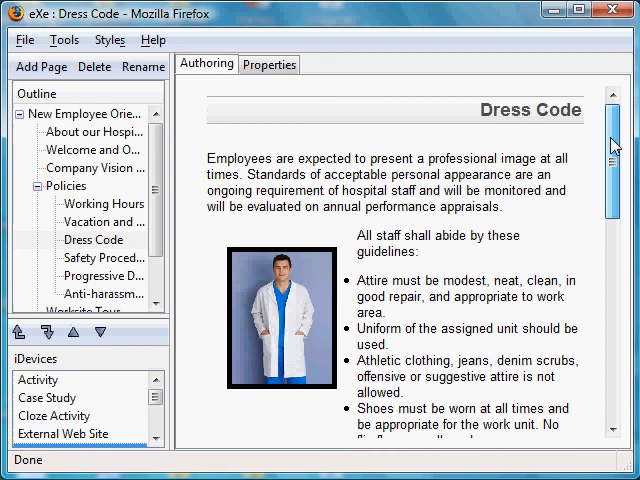 eXe : Dress Code - Mozilla Firefox
File Tools Styles Help
Add Page Delete Rename
Authoring Properties
Outline
New Employee Orie...
About our Hospi...
Welcome and O...
Company Vision ...
Policies
Working Hours
Vacation and ...
Dress Code
Safety Proced...
Progressive D...
Anti-harassm...
Worksite Tour
iDevices
Activity
Case Study
Cloze Activity
External Web Site
Dress Code
Employees are expected to present a professional image at all
times. Standards of acceptable personal appearance are an
ongoing requirement of hospital staff and will be monitored and
will be evaluated on annual performance appraisals.
All staff shall abide by these
guidelines:
Attire must be modest, neat, clean, in
good repair, and appropriate to work
area.
Uniform of the assigned unit should be
used.
Athletic clothing, jeans, denim scrubs,
offensive or suggestive attire is not
allowed.
Shoes must be worn at all times and
be appropriate for the work unit. No
Done